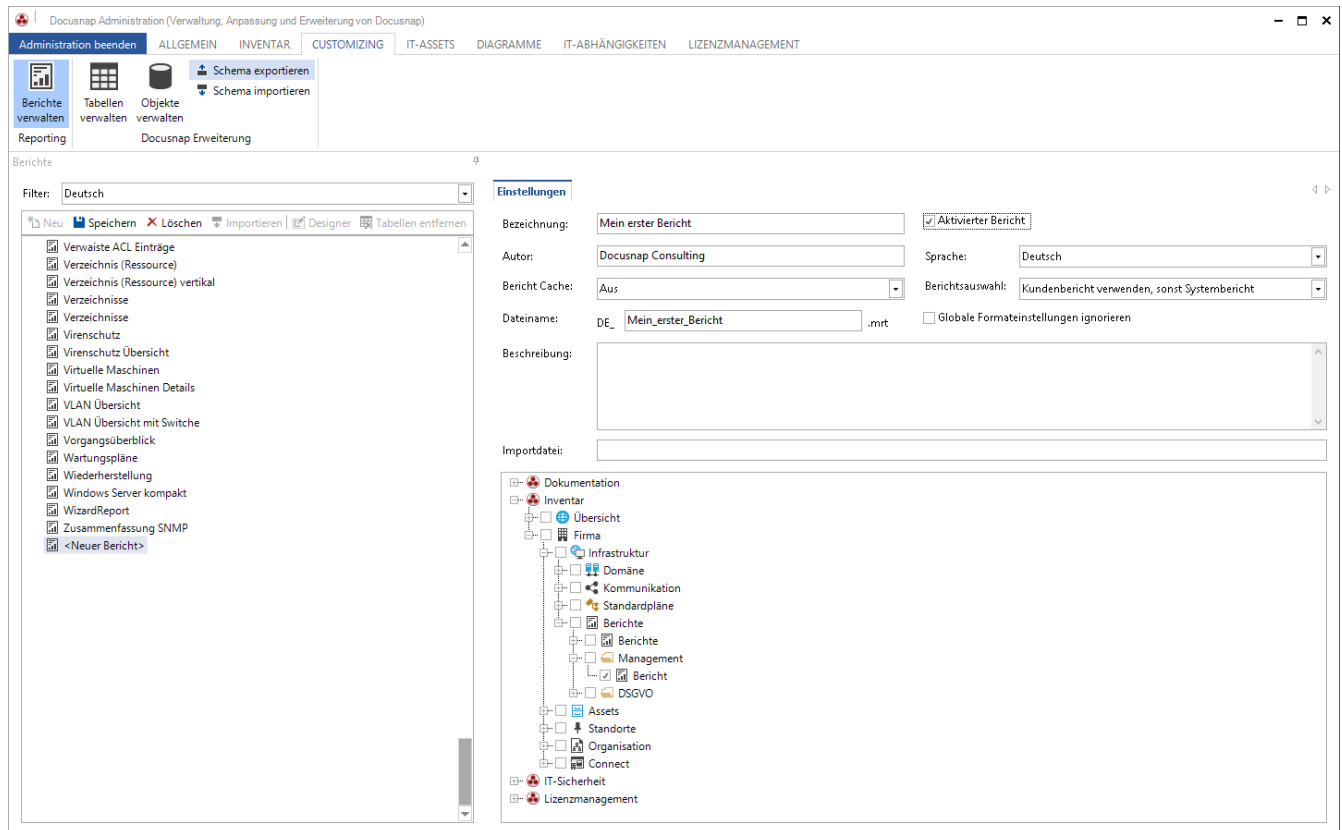 Docusnap Administration (Verwaltung, Anpassung und Erweiterung von Docusnap)
Administration beenden ALLGEMEIN INVENTAR CUSTOMIZING IT-ASSETS DIAGRAMME IT-ABHÄNGIGKEITEN LIZENZMANAGEMENT
Berichte verwalten
Tabellen verwalten
Objekte verwalten
Schema exportieren
Schema importieren
Reporting
Docusnap Erweiterung
Berichte
Filter: Deutsch
Neu Speichern Löschen Importieren Designer Tabellen entfernen
Verwaiste ACL Einträge
Verzeichnis (Ressource)
Verzeichnis (Ressource) vertikal
Verzeichnisse
Verzeichnisse
Virenschutz
Virenschutz Übersicht
Virtuelle Maschinen
Virtuelle Maschinen Details
VLAN Übersicht
VLAN Übersicht mit Switche
Vorgangsüberblick
Wartungspläne
Wiederherstellung
Windows Server kompakt
WizardReport
Zusammenfassung SNMP
<Neuer Bericht>
Einstellungen
Bezeichnung: Mein erster Bericht Aktivierter Bericht
Autor: Docusnap Consulting Sprache: Deutsch
Bericht Cache: Aus Berichtsauswahl: Kundenbericht verwenden, sonst Systembericht
Dateiname: DE_ Mein_erster_Bericht .mrt Globale Formateinstellungen ignorieren
Beschreibung:
Importdatei:
Dokumentation
Inventar
Übersicht
Firma
Infrastruktur
Domäne
Kommunikation
Standardpläne
Berichte
Berichte
Management
Bericht
DSGVO
Assets
Standorte
Organisation
Connect
IT-Sicherheit
Lizenzmanagement